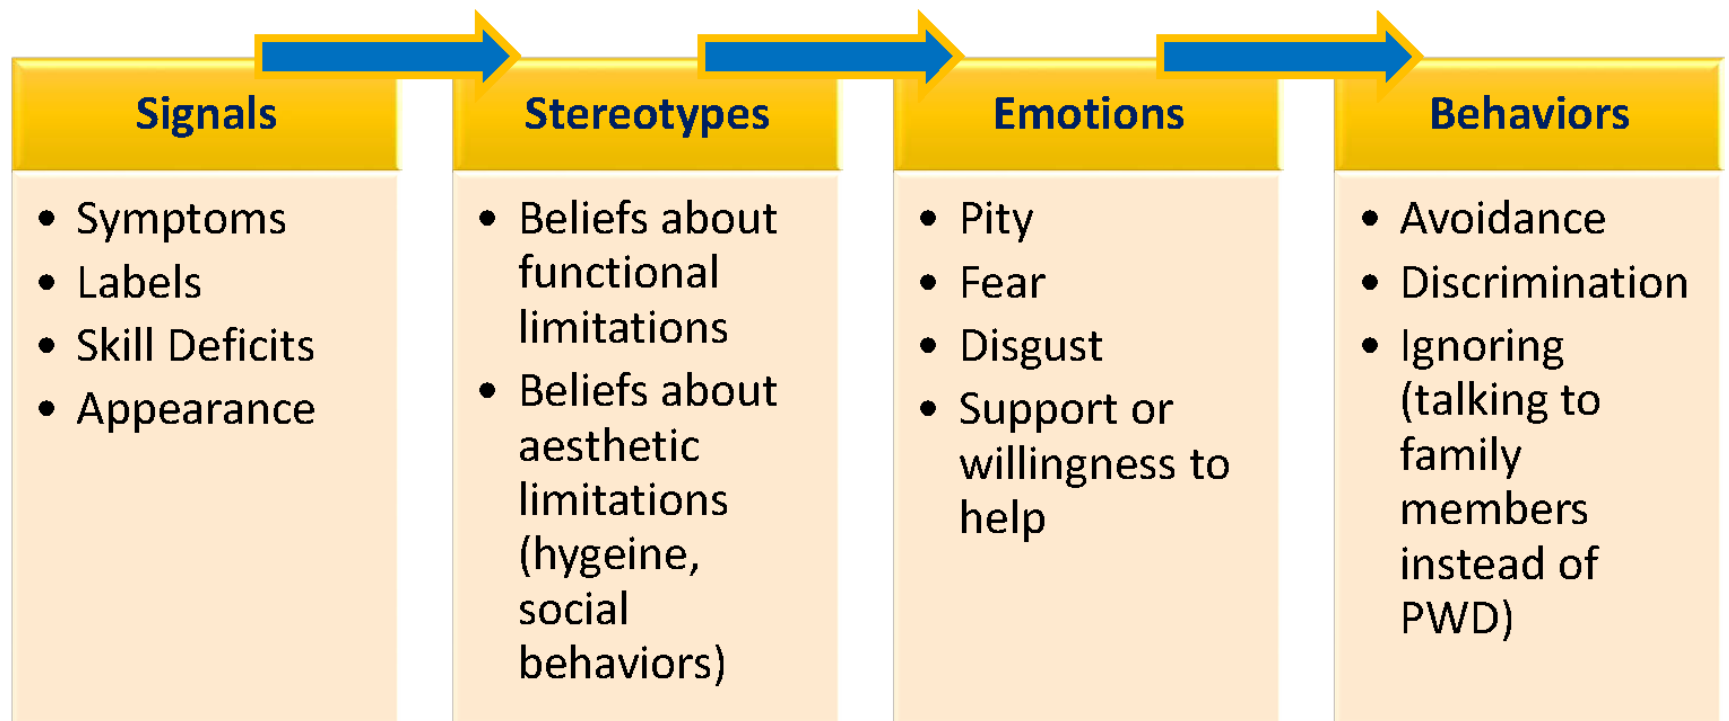 Signals
• Symptoms
• Labels
• Skill Deficits
• Appearance
Stereotypes
• Beliefs about
functional
limitations
• Beliefs about
aesthetic
limitations
(hygeine,
social
behaviors)
Emotions
• Pity
• Fear
• Disgust
• Support or
willingness to
help
Behaviors
• Avoidance
• Discrimination
• Ignoring
(talking to
family
members
instead of
PWD)